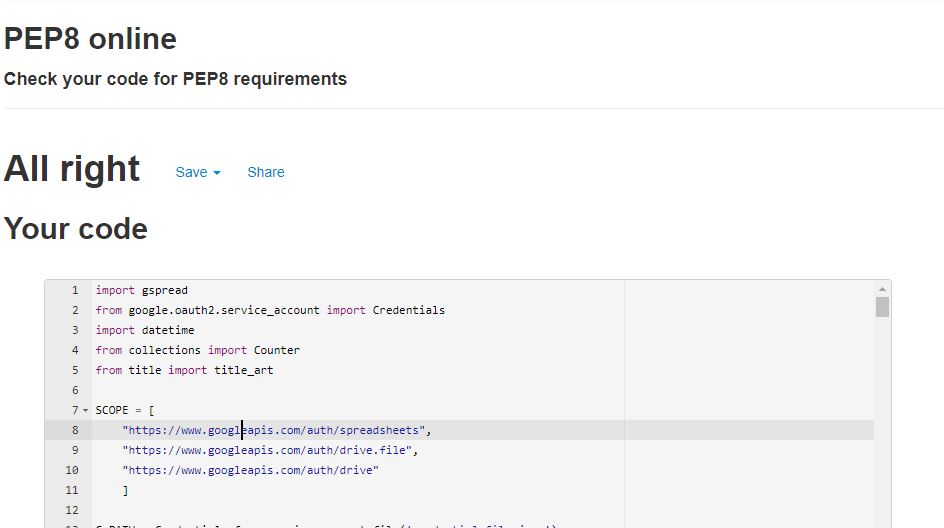 PEP8 online
Check your code for PEP8 requirements
All right Save Share
Your code
1 import gspread
2 from google.oauth2.service_account import Credentials
3 import datetime
4 from collections import Counter
5 from title import title_art
6
7 SCOPE = [
8 "https://www.googleapis.com/auth/spreadsheets",
9 "https://www.googleapis.com/auth/drive.file",
10 "https://www.googleapis.com/auth/drive"
11 ]
12